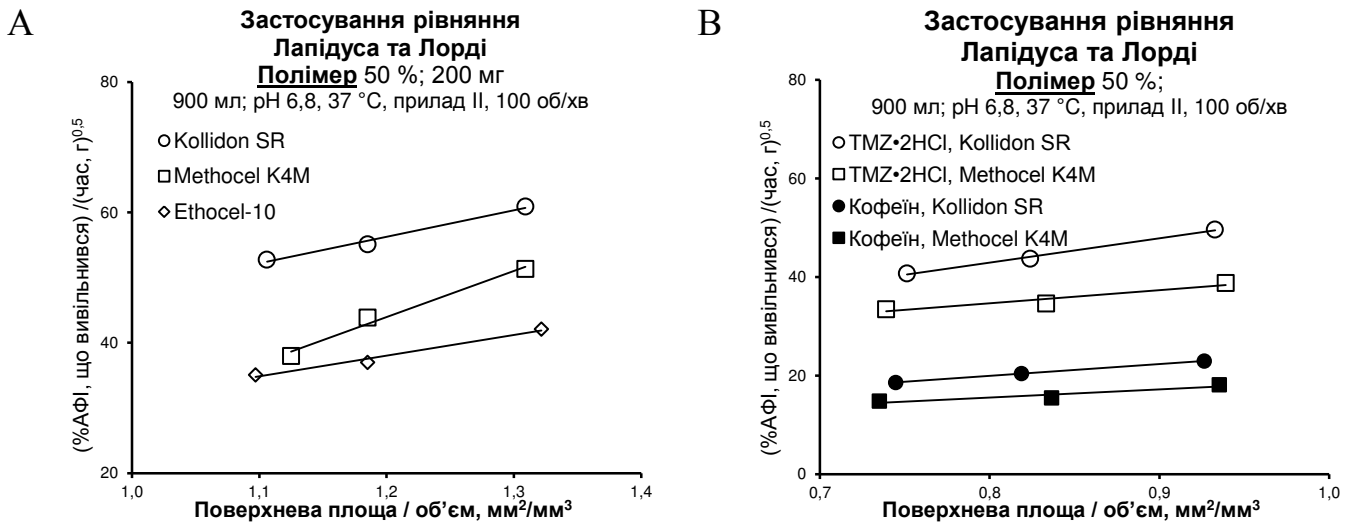 A
Застосування рівняння
Лапідуса та Лорді
Полімер 50 %; 200 мг
900 мл; pH 6,8, 37 °C, прилад II, 100 об/хв
Kollidon SR
Methocel K4M
Ethocel-10
(%АФІ, що вивільнився) /(час, г)^0,5
80
60
40
20
1,0 1,1 1,2 1,3 1,4
Поверхнева площа / об’єм, мм²/мм³
B
Застосування рівняння
Лапідуса та Лорді
Полімер 50 %;
900 мл; pH 6,8, 37 °C, прилад II, 100 об/хв
TMZ•2HCl, Kollidon SR
TMZ•2HCl, Methocel K4M
Кофеїн, Kollidon SR
Кофеїн, Methocel K4M
(%АФІ, що вивільнився) /(час, г)^0,5
80
60
40
20
0
0,7 0,8 0,9 1,0
Поверхнева площа / об’єм, мм²/мм³